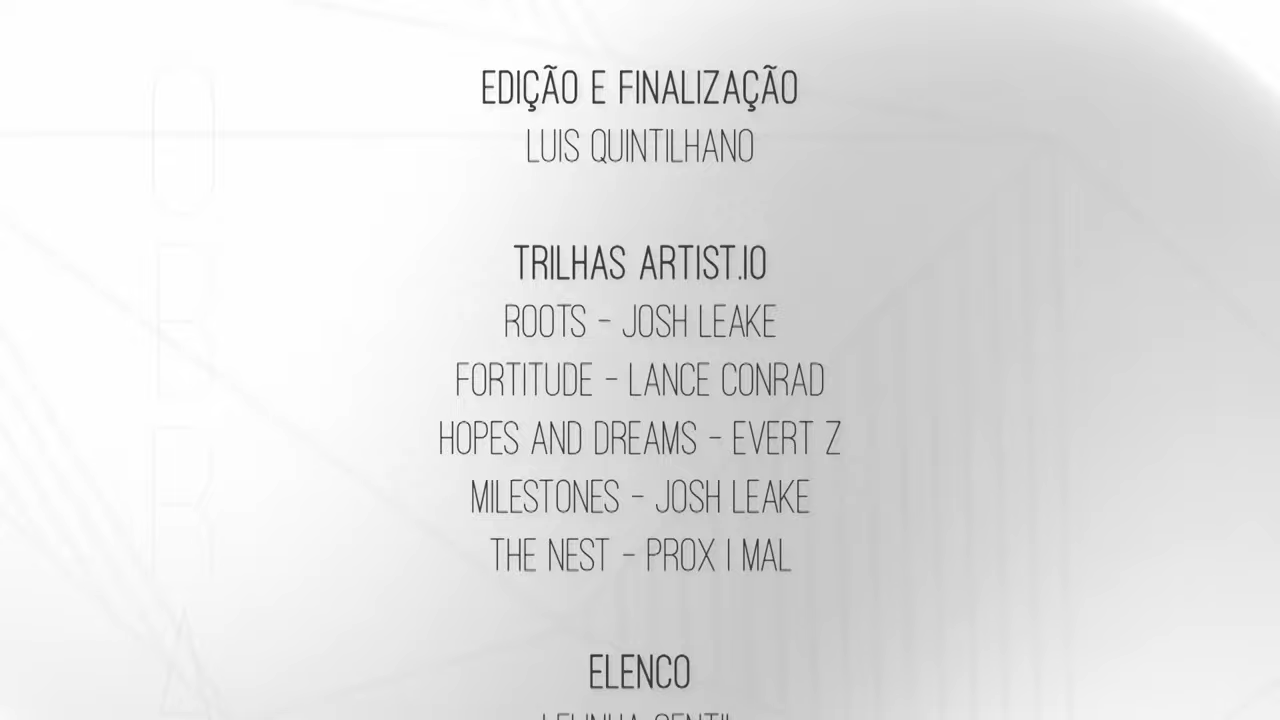 EDIÇÃO E FINALIZAÇÃO
LUIS QUINTILHANO
TRILHAS ARTIST.IO
ROOTS - JOSH LEAKE
FORTITUDE - LANCE CONRAD
HOPES AND DREAMS - EVERT Z
MILESTONES - JOSH LEAKE
THE NEST - PROX I MAL
ELENCO